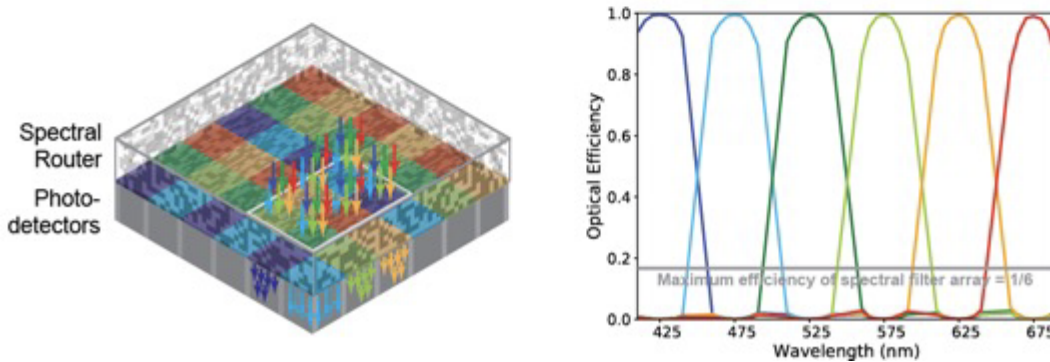 Spectral
Router
Photo-
detectors
Optical Efficiency
1.0
0.8
0.6
0.4
0.2
0.0
Maximum efficiency of spectral filter array = 1/6
425 475 525 575 625 675
Wavelength (nm)